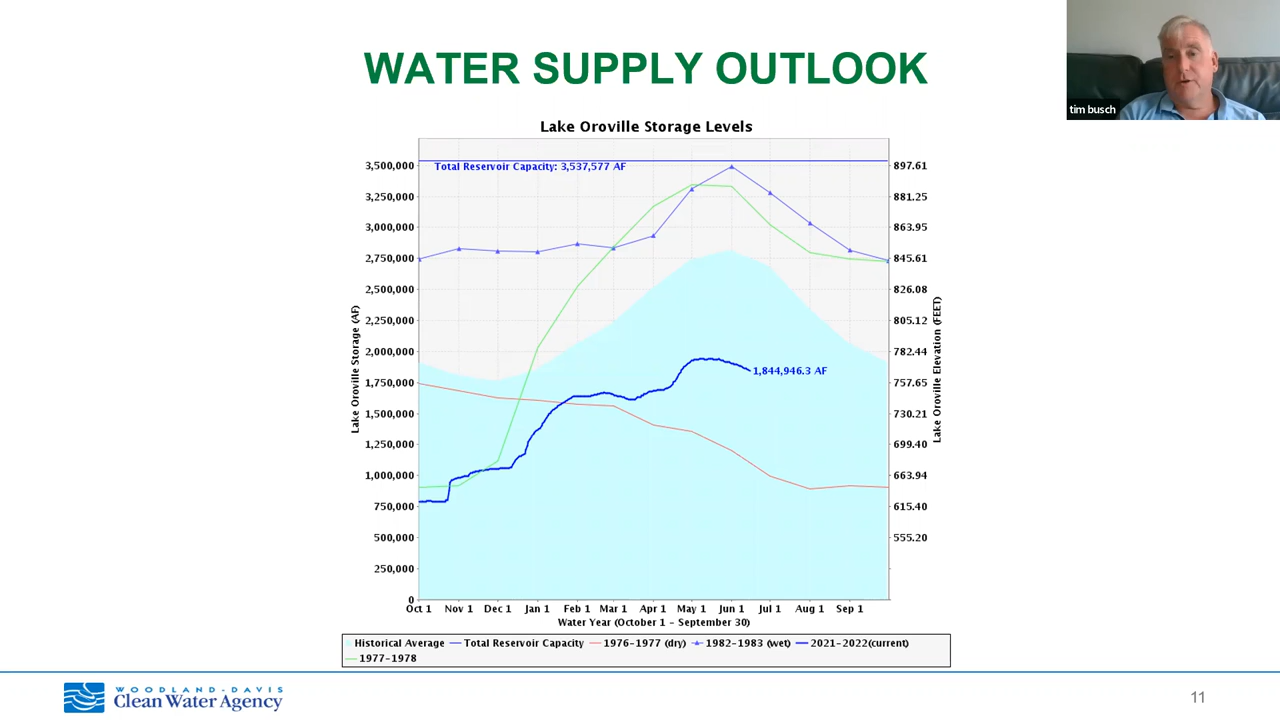 WATER SUPPLY OUTLOOK
tim busch
Lake Oroville Storage Levels
Total Reservoir Capacity: 3,537,577 AF
3,500,000
3,250,000
3,000,000
2,750,000
2,500,000
2,250,000
2,000,000
1,750,000
1,500,000
1,250,000
1,000,000
750,000
500,000
250,000
0
Lake Oroville Storage (AF)
897.61
881.25
863.95
845.61
826.08
805.12
782.44
757.65
730.21
699.40
663.94
615.40
555.20
Lake Oroville Elevation (FEET)
1,844,946.3 AF
Oct 1 Nov 1 Dec 1 Jan 1 Feb 1 Mar 1 Apr 1 May 1 Jun 1 Jul 1 Aug 1 Sep 1
Water Year (October 1 - September 30)
Historical Average Total Reservoir Capacity 1976-1977 (dry) 1982-1983 (wet) 2021-2022(current)
1977-1978
WOODLAND-DAVIS
Clean Water Agency
11